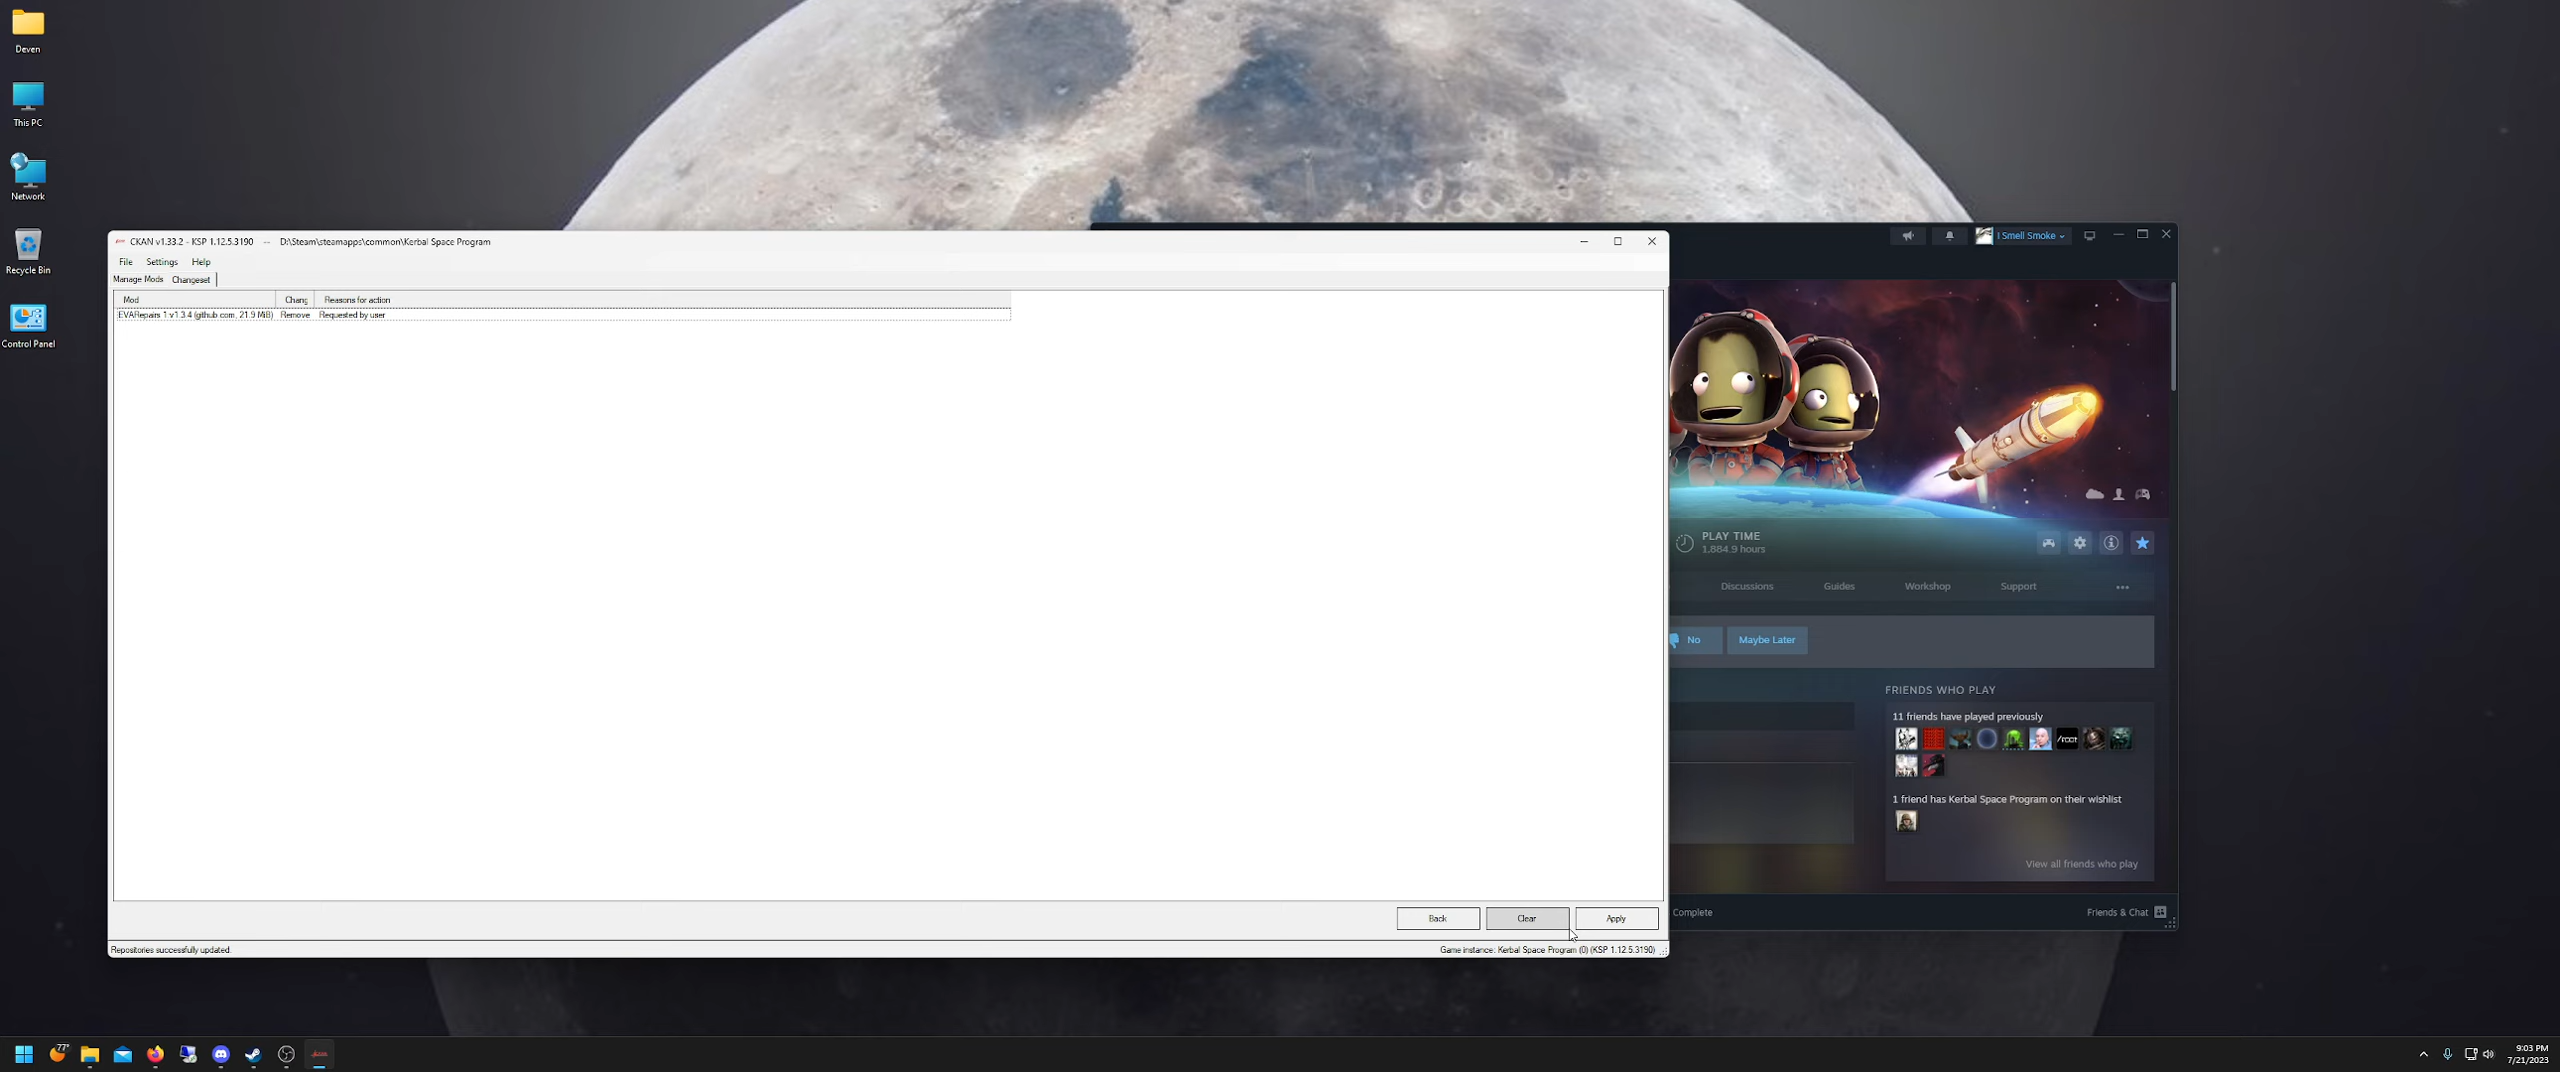 Deven
This PC
Network
Recycle Bin
Control Panel
CKAN v1.33.2 - KSP 1.12.5.3190 -- D:\Steam\steamapps\common\Kerbal Space Program
File Settings Help
Manage Mods Changeset
Mod Chang Reasons for action
EVARepairs 1:v1.3.4 (github.com, 21.9 MiB) Remove Requested by user
Back Clear Apply
Repositories successfully updated.
Game instance: Kerbal Space Program (0) (KSP 1.12.5.3190)
I Smell Smoke
PLAY TIME
1,884.9 hours
Discussions Guides Workshop Support
No Maybe Later
FRIENDS WHO PLAY
11 friends have played previously
/root
1 friend has Kerbal Space Program on their wishlist
View all friends who play
Complete
Friends & Chat
77°
9:03 PM
7/21/2023